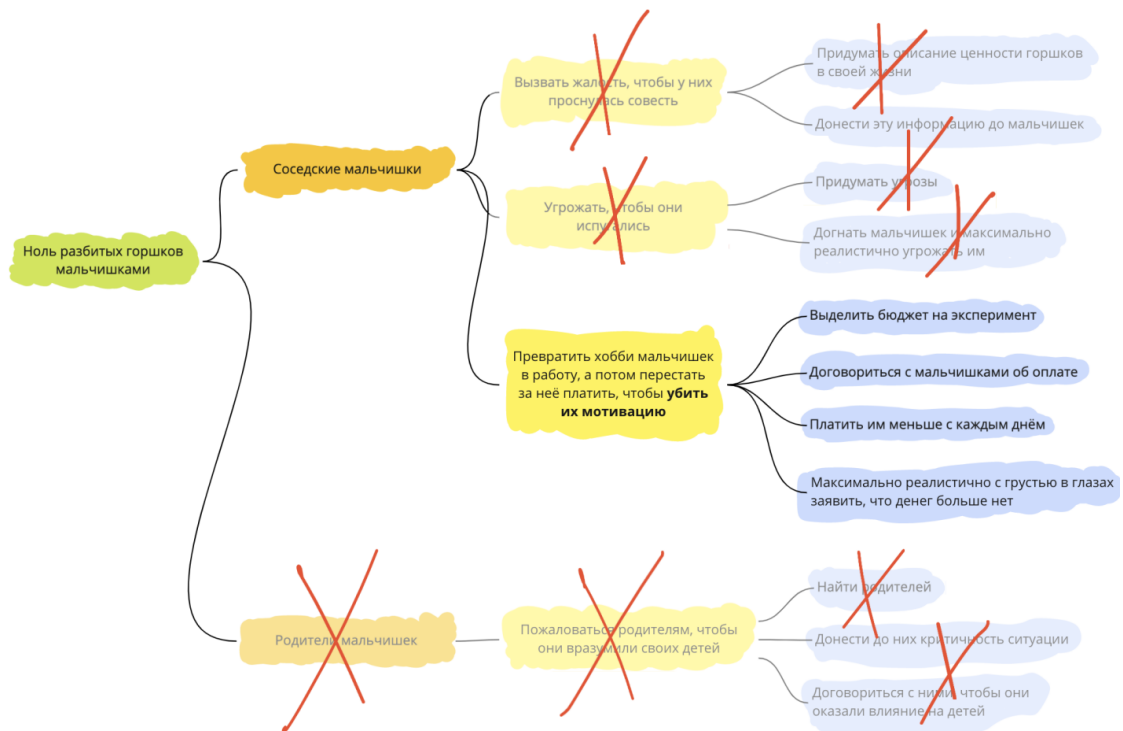 Ноль разбитых горшков
мальчишками
Соседские мальчишки
Вызвать жалость, чтобы у них
проснулась совесть
Придумать описание ценности горшков
в своей жизни
Донести эту информацию до мальчишек
Угрожать, чтобы они
испугались
Придумать угрозы
Догнать мальчишек и максимально
реалистично угрожать им
Превратить хобби мальчишек
в работу, а потом перестать
за неё платить, чтобы убить
их мотивацию
Выделить бюджет на эксперимент
Договориться с мальчишками об оплате
Платить им меньше с каждым днём
Максимально реалистично с грустью в глазах
заявить, что денег больше нет
Родители мальчишек
Пожаловаться родителям, чтобы
они вразумили своих детей
Найти родителей
Донести до них критичность ситуации
Договориться с ними, чтобы они
оказали влияние на детей